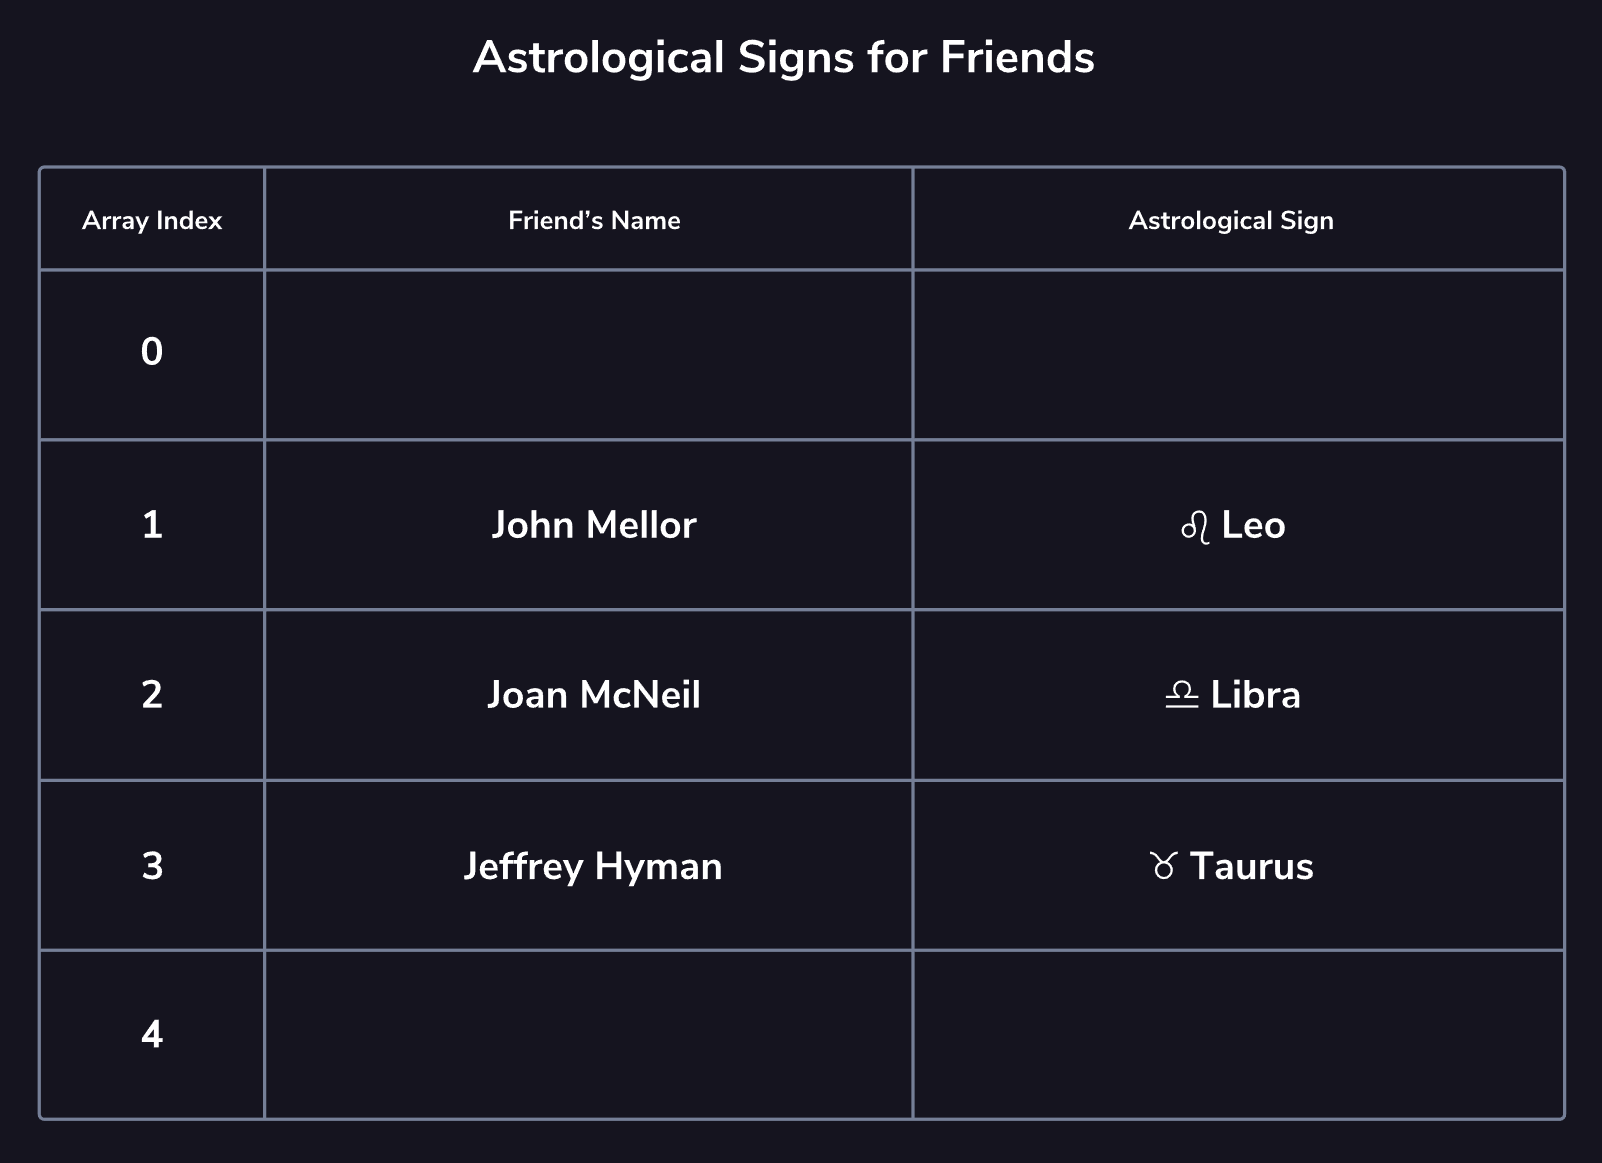 Astrological Signs for Friends
Array Index Friend’s Name Astrological Sign
0
1 John Mellor ♌︎ Leo
2 Joan McNeil ♎︎ Libra
3 Jeffrey Hyman ♉︎ Taurus
4